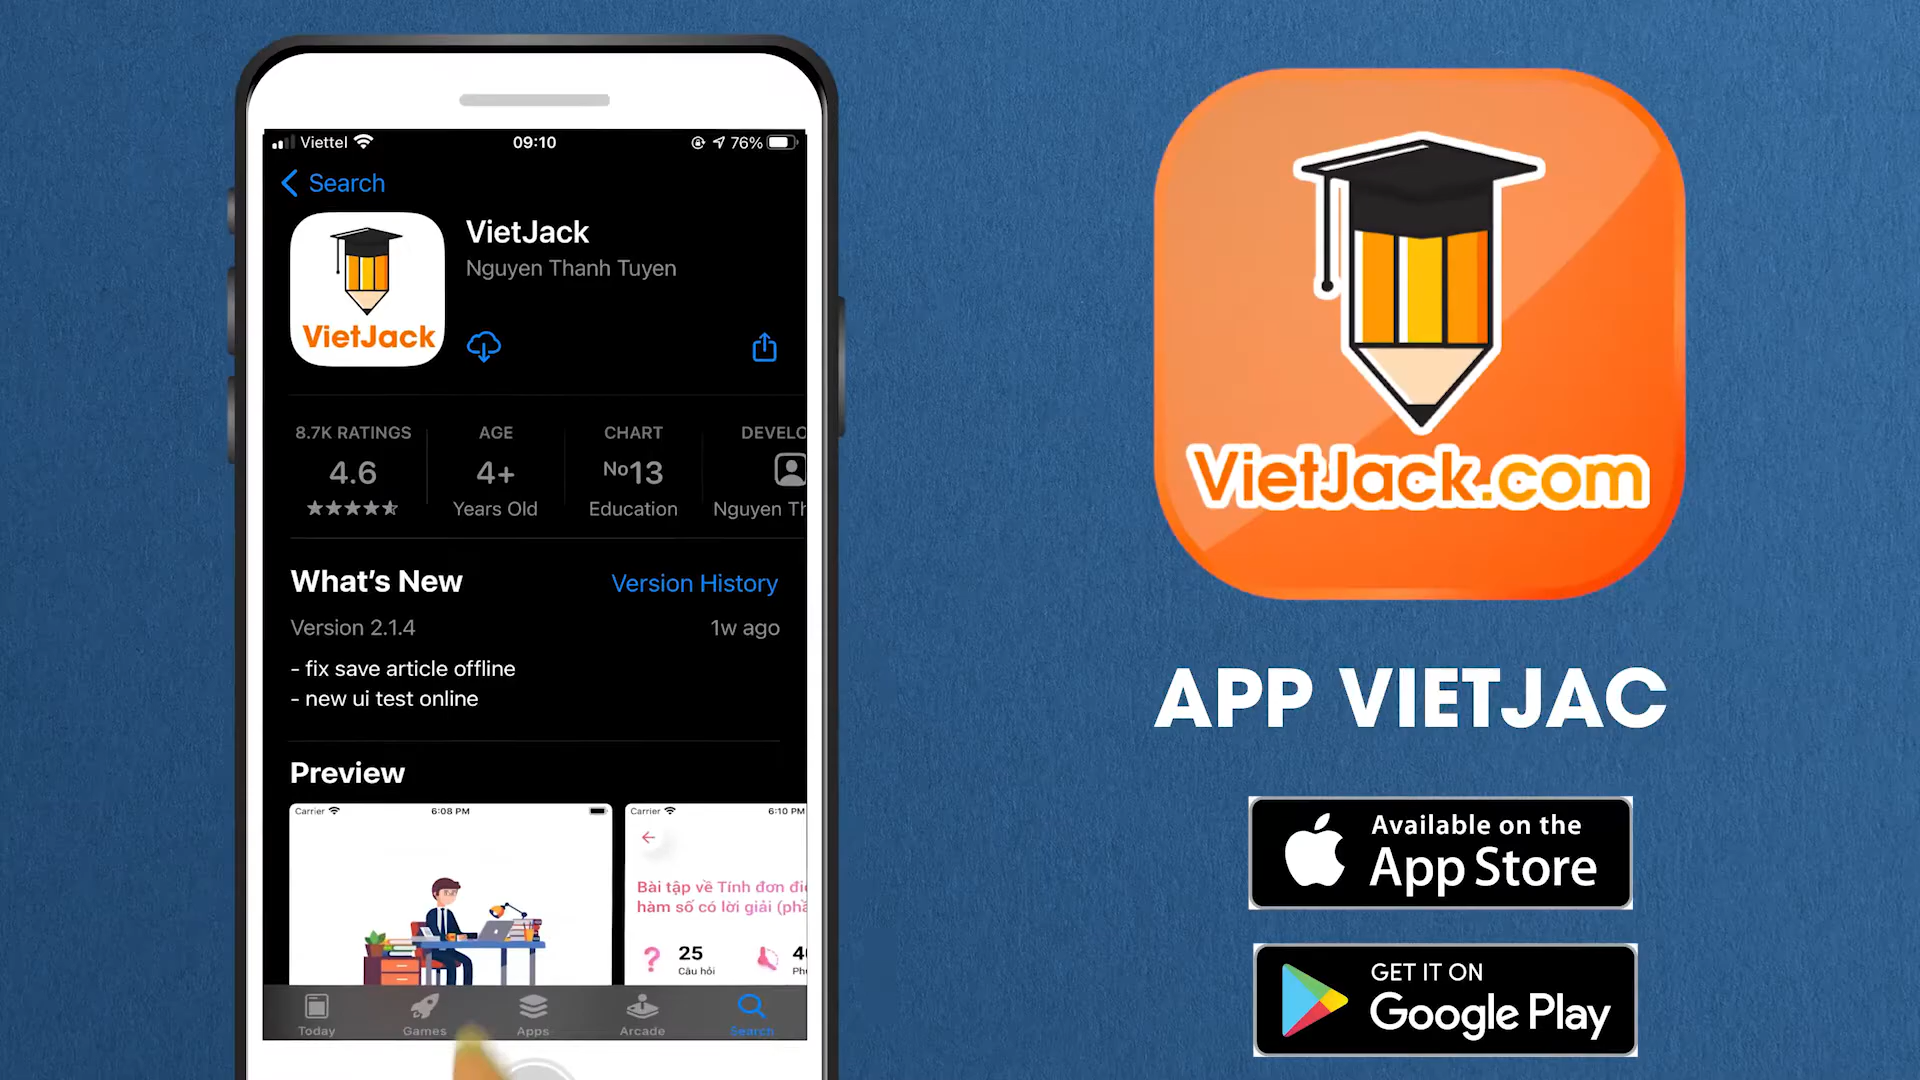 Viettel
09:10
76%
Search
VietJack
Nguyen Thanh Tuyen
VietJack
8.7K RATINGS
4.6
AGE
4+
Years Old
CHART
No13
Education
DEVELO
Nguyen Th
What's New
Version History
Version 2.1.4
1w ago
- fix save article offline
- new ui test online
Preview
Carrier
6:08 PM
Carrier
6:10 PM
Bài tập về Tính đơn điệ
hàm số có lời giải (phầ
25
Câu hỏi
Today
Games
Apps
Arcade
Search
VietJack.com
APP VIETJAC
Available on the
App Store
GET IT ON
Google Play